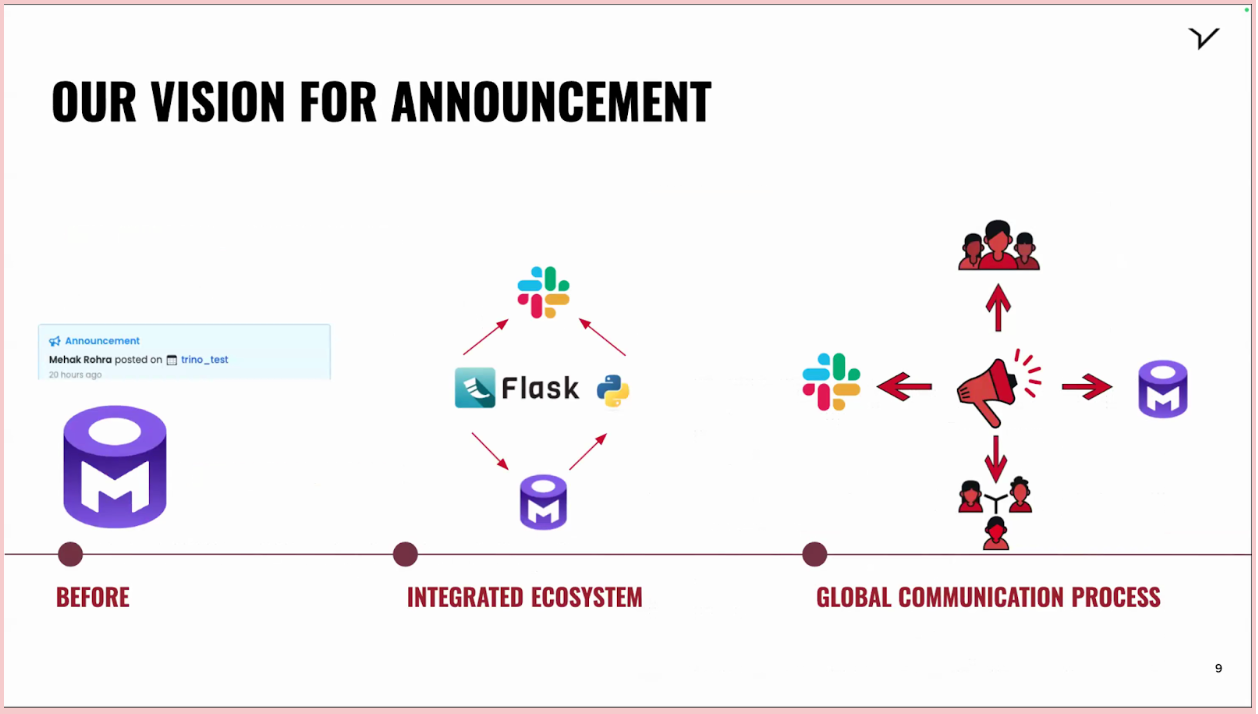 OUR VISION FOR ANNOUNCEMENT
Announcement
Mehak Rohra posted on trino_test
20 hours ago
Flask
M
M
M
BEFORE
INTEGRATED ECOSYSTEM
GLOBAL COMMUNICATION PROCESS
9